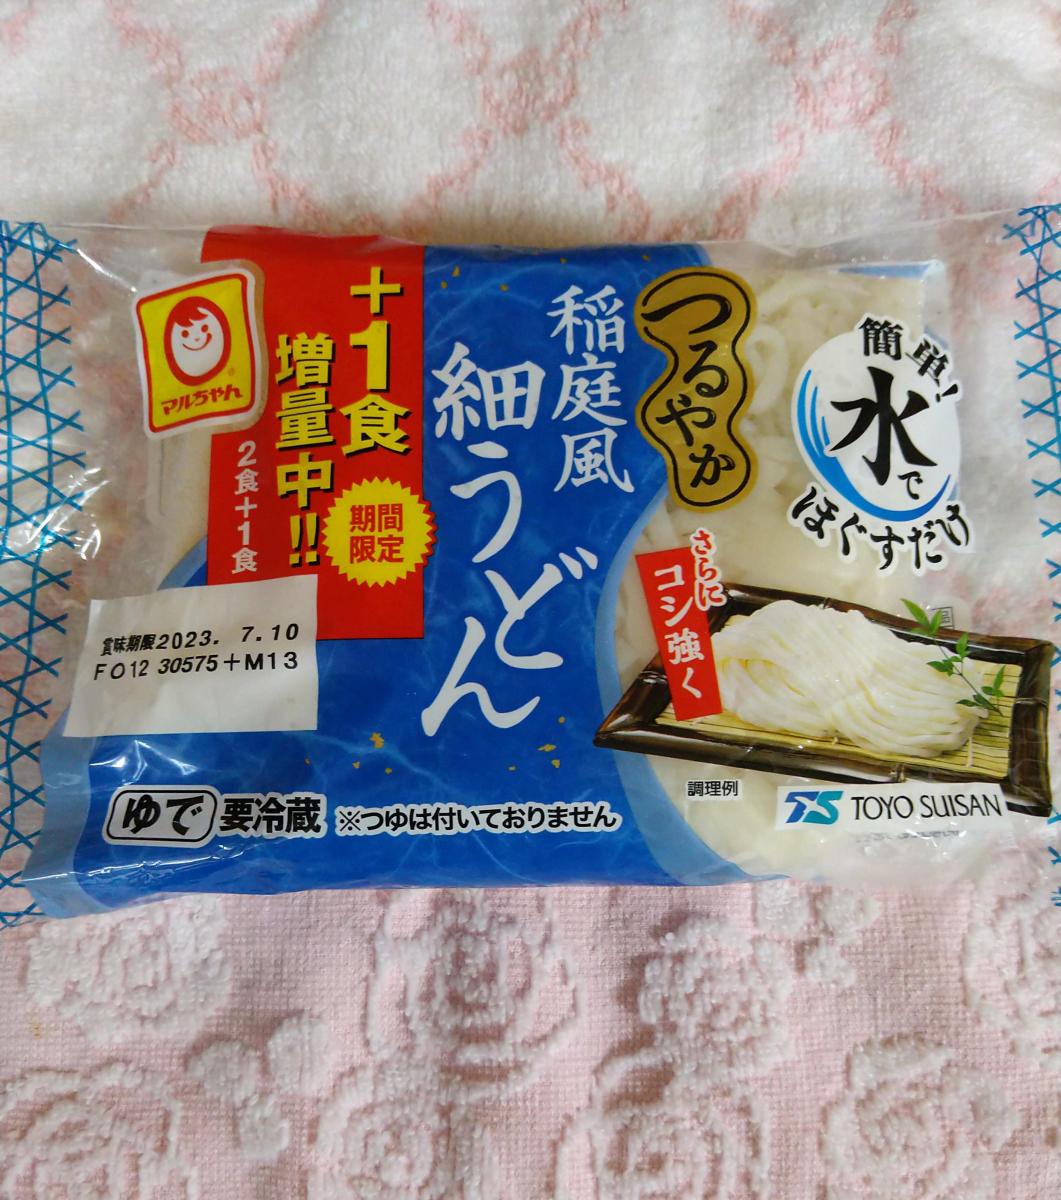 マルちゃん
+1食
増量中!!
2食+1食
期間
限定
稲庭風
細うどん
つるやか
簡単!
水で
ほぐすだけ
さらに
コシ強く
賞味期限2023. 7.10
FO12 30575+M13
ゆで 要冷蔵 ※つゆは付いておりません
調理例
TS TOYO SUISAN